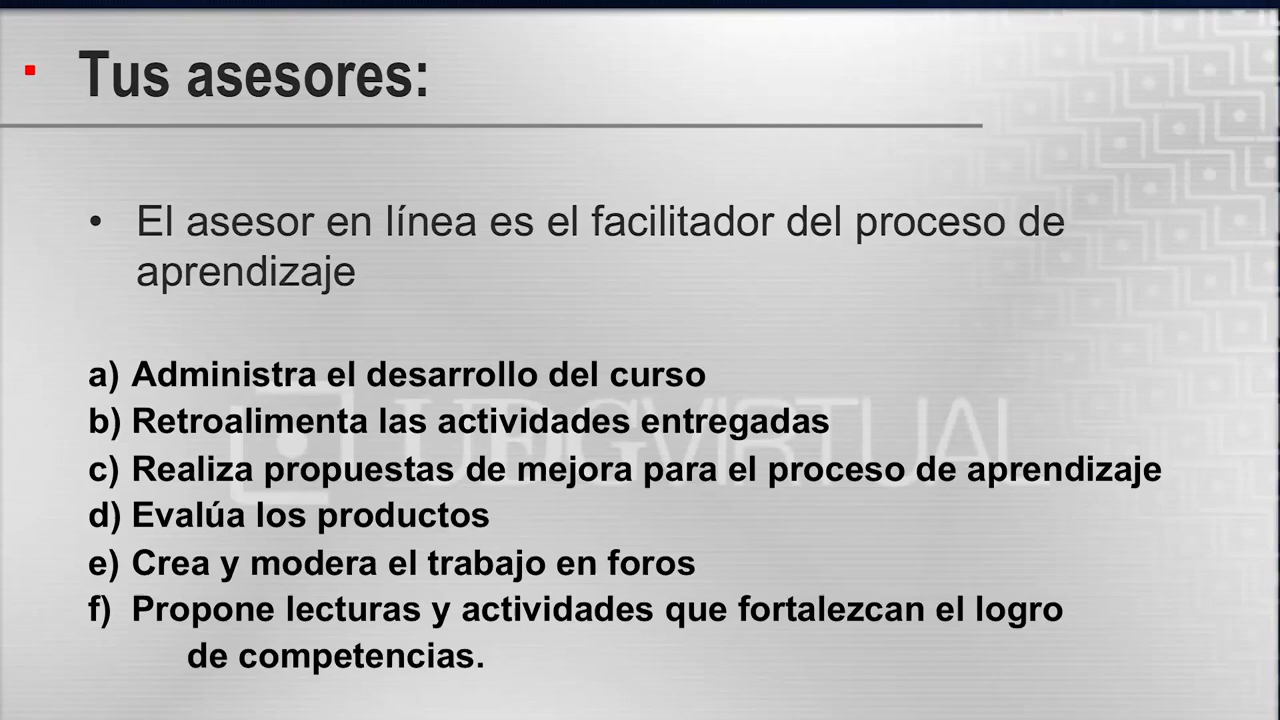 Tus asesores:
• El asesor en línea es el facilitador del proceso de
aprendizaje
a) Administra el desarrollo del curso
b) Retroalimenta las actividades entregadas
c) Realiza propuestas de mejora para el proceso de aprendizaje
d) Evalúa los productos
e) Crea y modera el trabajo en foros
f) Propone lecturas y actividades que fortalezcan el logro
de competencias.